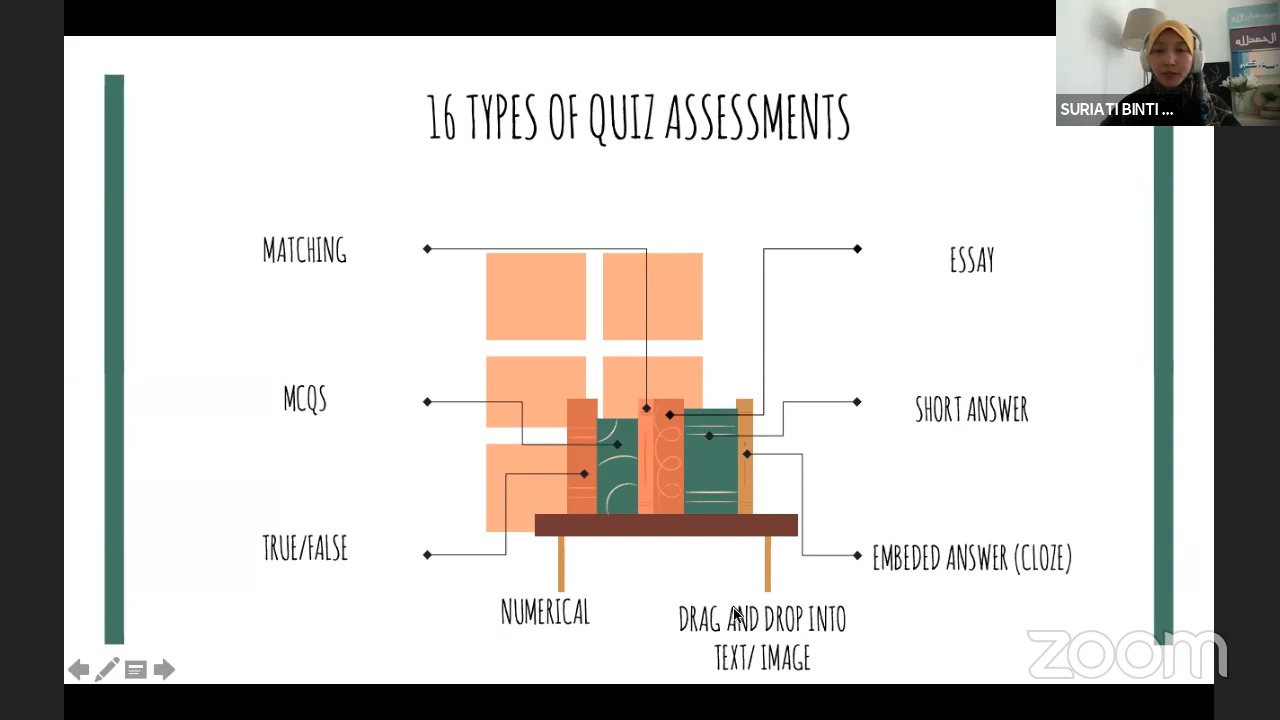 16 TYPES OF QUIZ ASSESSMENTS
SURIATI BINTI ...
الحمدلله
MATCHING
ESSAY
MCQS
SHORT ANSWER
TRUE/FALSE
EMBEDED ANSWER (CLOZE)
NUMERICAL
DRAG AND DROP INTO
TEXT/ IMAGE
zoom